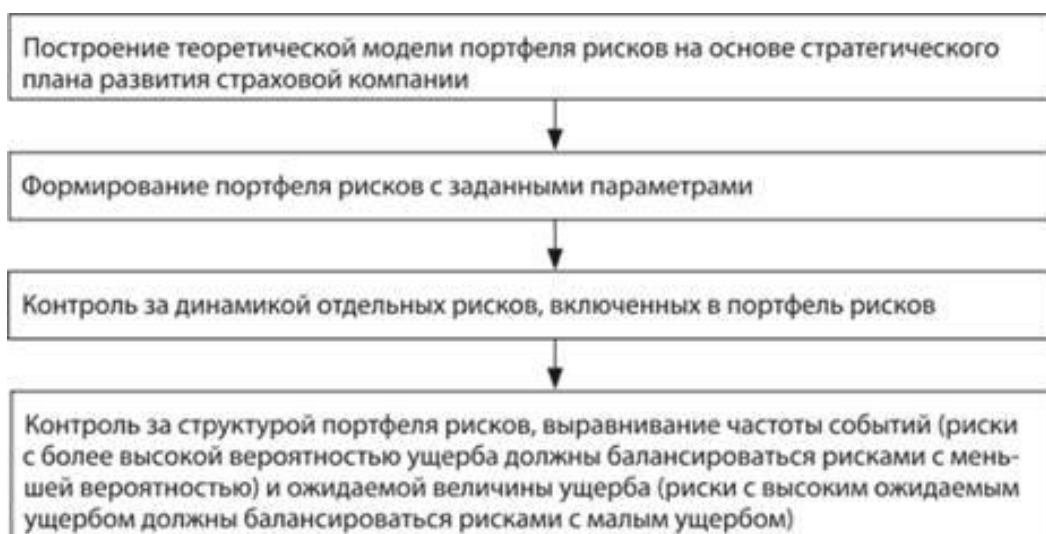 Построение теоретической модели портфеля рисков на основе стратегического
плана развития страховой компании
Формирование портфеля рисков с заданными параметрами
Контроль за динамикой отдельных рисков, включенных в портфель рисков
Контроль за структурой портфеля рисков, выравнивание частоты событий (риски
с более высокой вероятностью ущерба должны балансироваться рисками с мень-
шей вероятностью) и ожидаемой величины ущерба (риски с высоким ожидаемым
ущербом должны балансироваться рисками с малым ущербом)